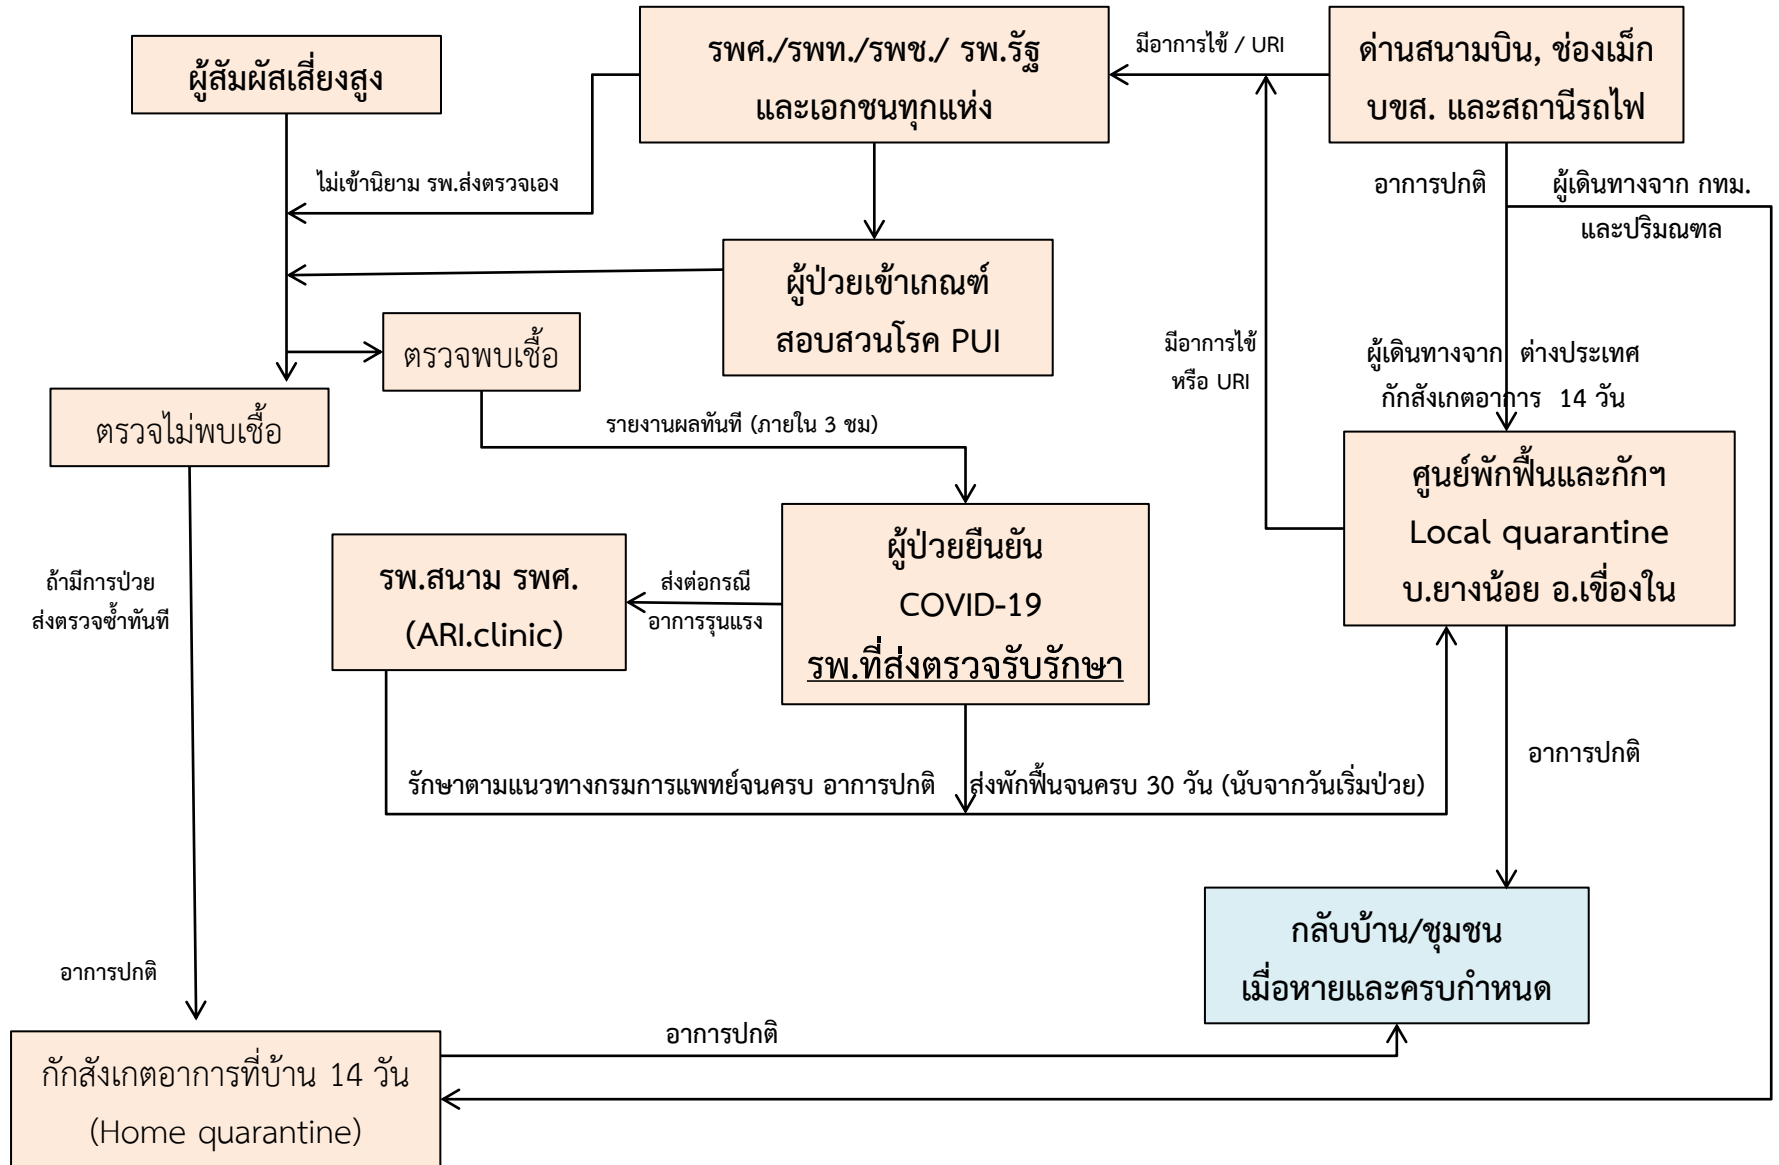 ผู้สัมผัสเสี่ยงสูง
รพศ./รพท./รพช./ รพ.รัฐ
และเอกชนทุกแห่ง
มีอาการไข้ / URI
ด่านสนามบิน, ช่องเม็ก
บขส. และสถานีรถไฟ
ไม่เข้านิยาม รพ.ส่งตรวจเอง
อาการปกติ
ผู้เดินทางจาก กทม.
และปริมณฑล
ผู้ป่วยเข้าเกณฑ์
สอบสวนโรค PUI
ตรวจพบเชื้อ
มีอาการไข้
หรือ URI
ผู้เดินทางจาก ต่างประเทศ
กักสังเกตอาการ 14 วัน
ตรวจไม่พบเชื้อ
รายงานผลทันที (ภายใน 3 ชม)
ศูนย์พักฟื้นและกักฯ
Local quarantine
บ.ยางน้อย อ.เขื่องใน
ผู้ป่วยยืนยัน
COVID-19
รพ.ที่ส่งตรวจรับรักษา
รพ.สนาม รพศ.
(ARI.clinic)
ส่งต่อกรณี
อาการรุนแรง
ถ้ามีการป่วย
ส่งตรวจซ้ำทันที
อาการปกติ
รักษาตามแนวทางกรมการแพทย์จนครบ อาการปกติ
ส่งพักฟื้นจนครบ 30 วัน (นับจากวันเริ่มป่วย)
กลับบ้าน/ชุมชน
เมื่อหายและครบกำหนด
อาการปกติ
อาการปกติ
กักสังเกตอาการที่บ้าน 14 วัน
(Home quarantine)